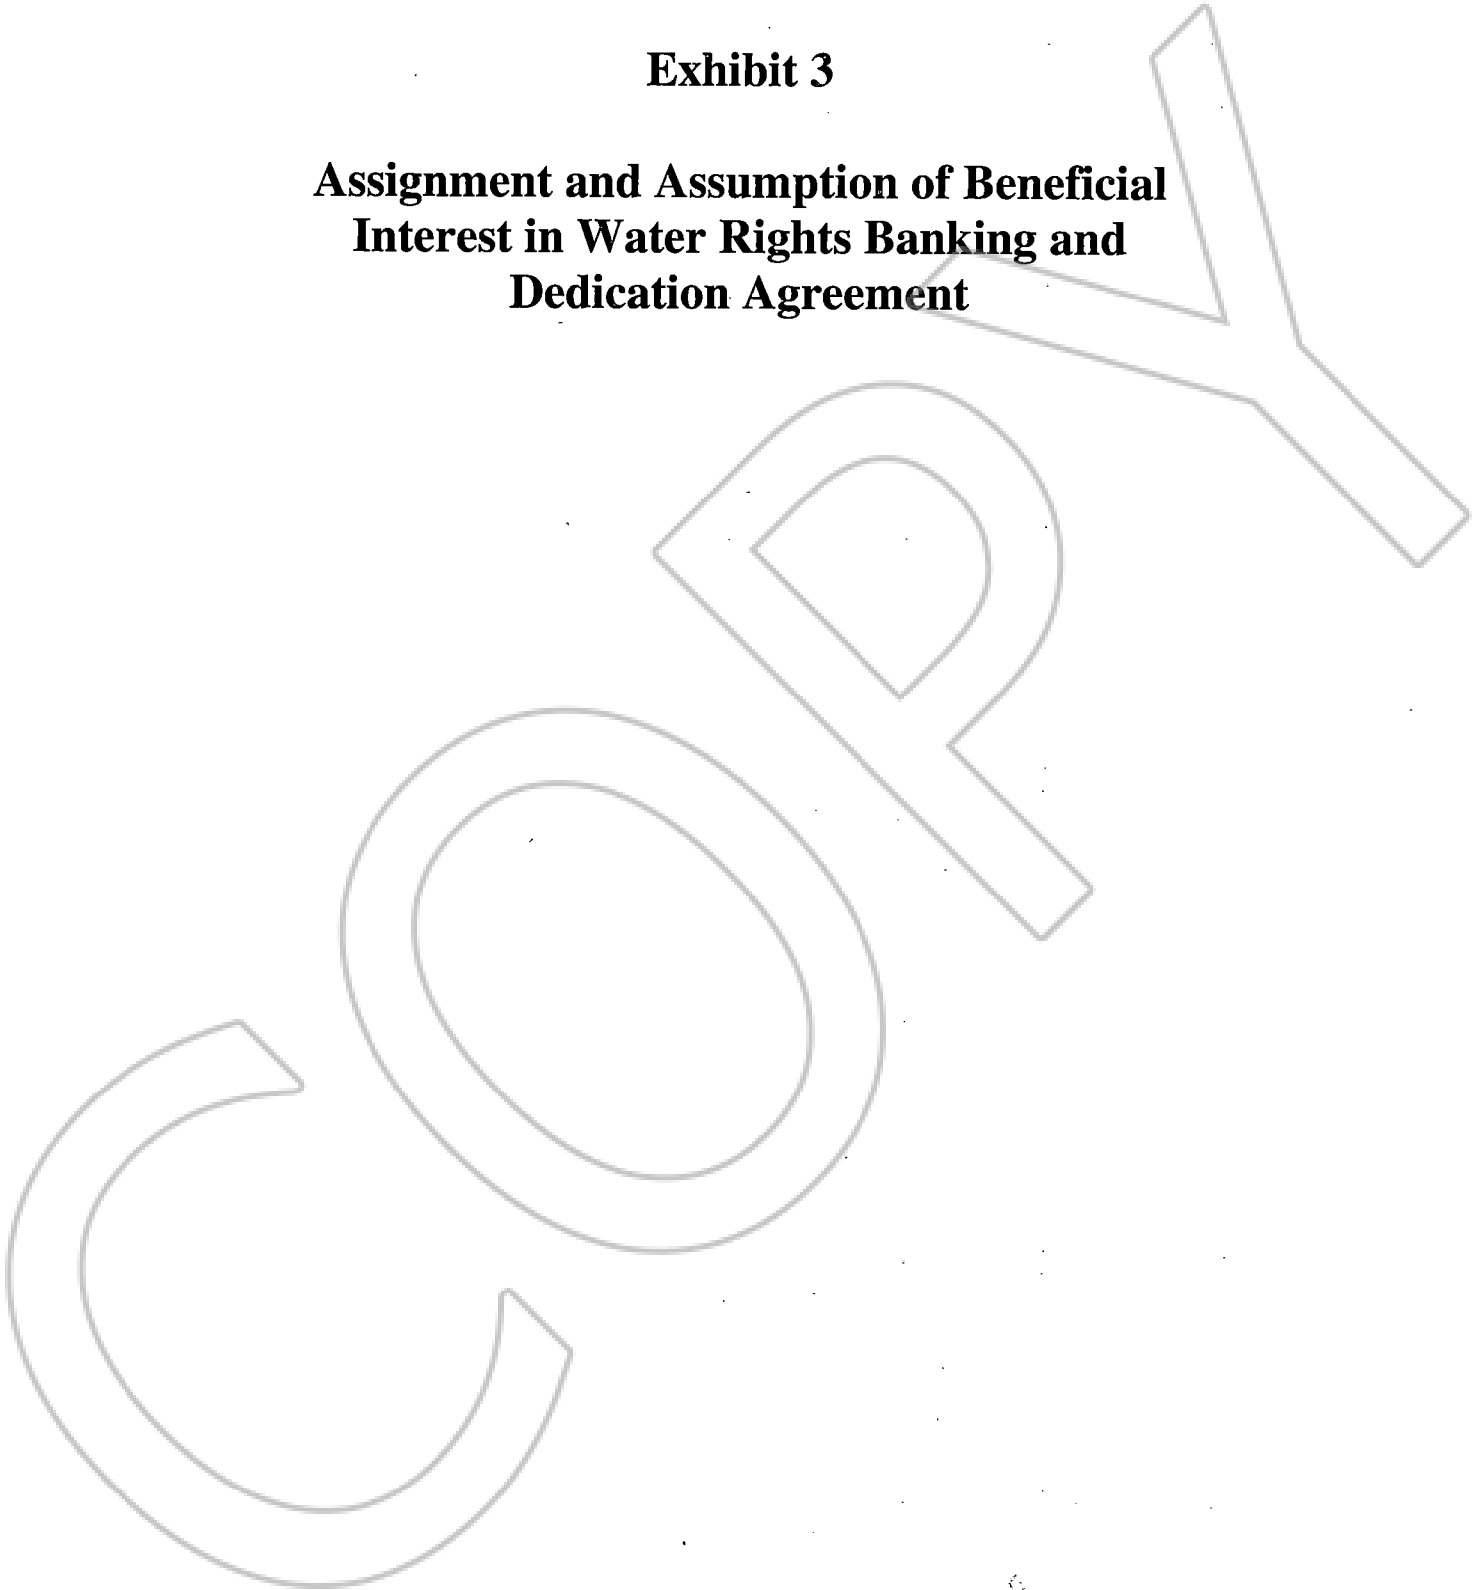 Exhibit 3
Assignment and Assumption of Beneficial
Interest in Water Rights Banking and
Dedication Agreement
COPY